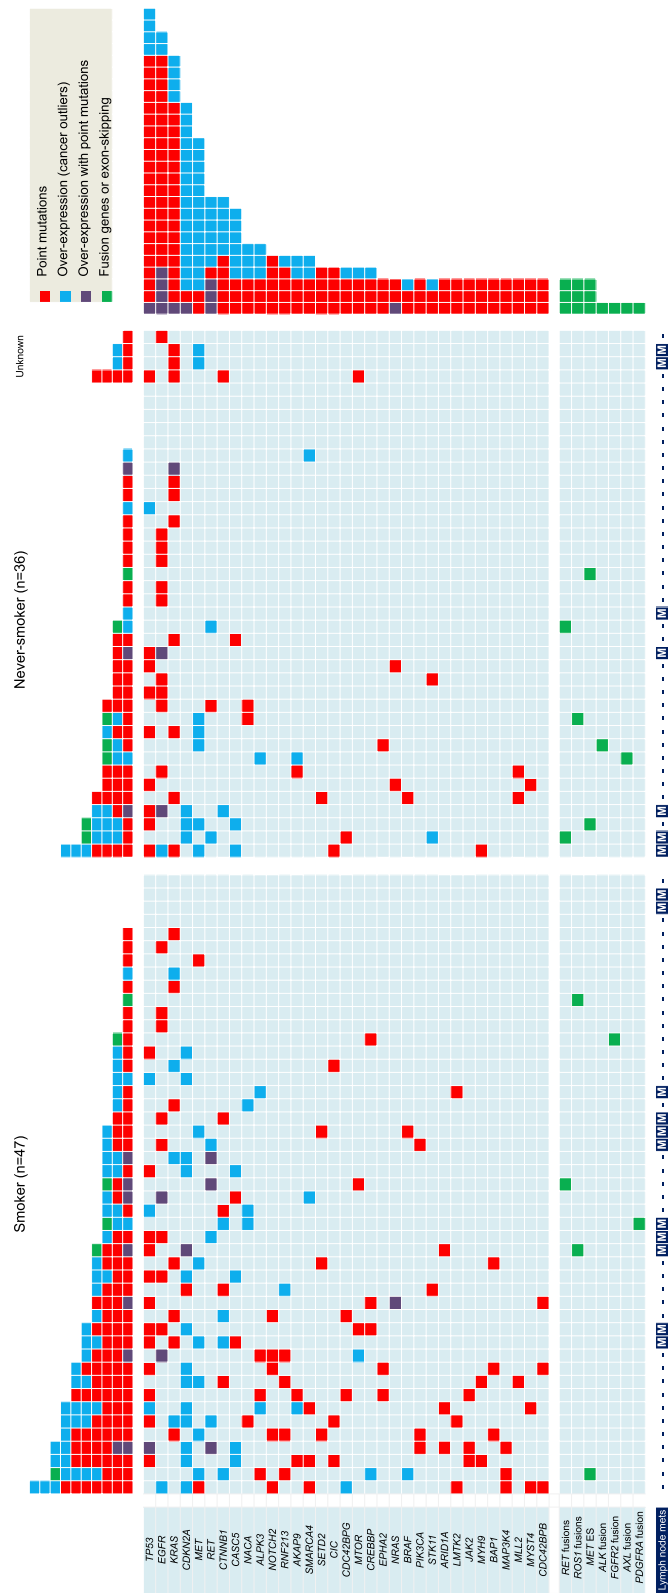 Point mutations
Over-expression (cancer outliers)
Over-expression with point mutations
Fusion genes or exon-skipping
Smoker (n=47)
Never-smoker (n=36)
Unknown
TP53
EGFR
KRAS
CDKN2A
MET
RET
CTNNB1
CASC5
NACA
ALPK3
NOTCH2
RNF213
AKAP9
SMARCA4
SETD2
CIC
CDC42BPG
MTOR
CREBBP
EPHA2
NRAS
BRAF
PIK3CA
STK11
ARID1A
LMTK2
JAK2
MYH9
BAP1
MAP3K4
MLL2
MYST4
CDC42BPB
RET fusions
ROS1 fusions
MET ES
ALK fusion
FGFR2 fusion
AXL fusion
PDGFRA fusion
Lymph node mets - - - - - - - - - - - M M - - - - - M M M - - - - - M M M - M - - - - - - - - - - - - - M M - M M - M - - - - - - - - - - - M - - M - - - - - - - - - - - - - - - - - - - - M M -